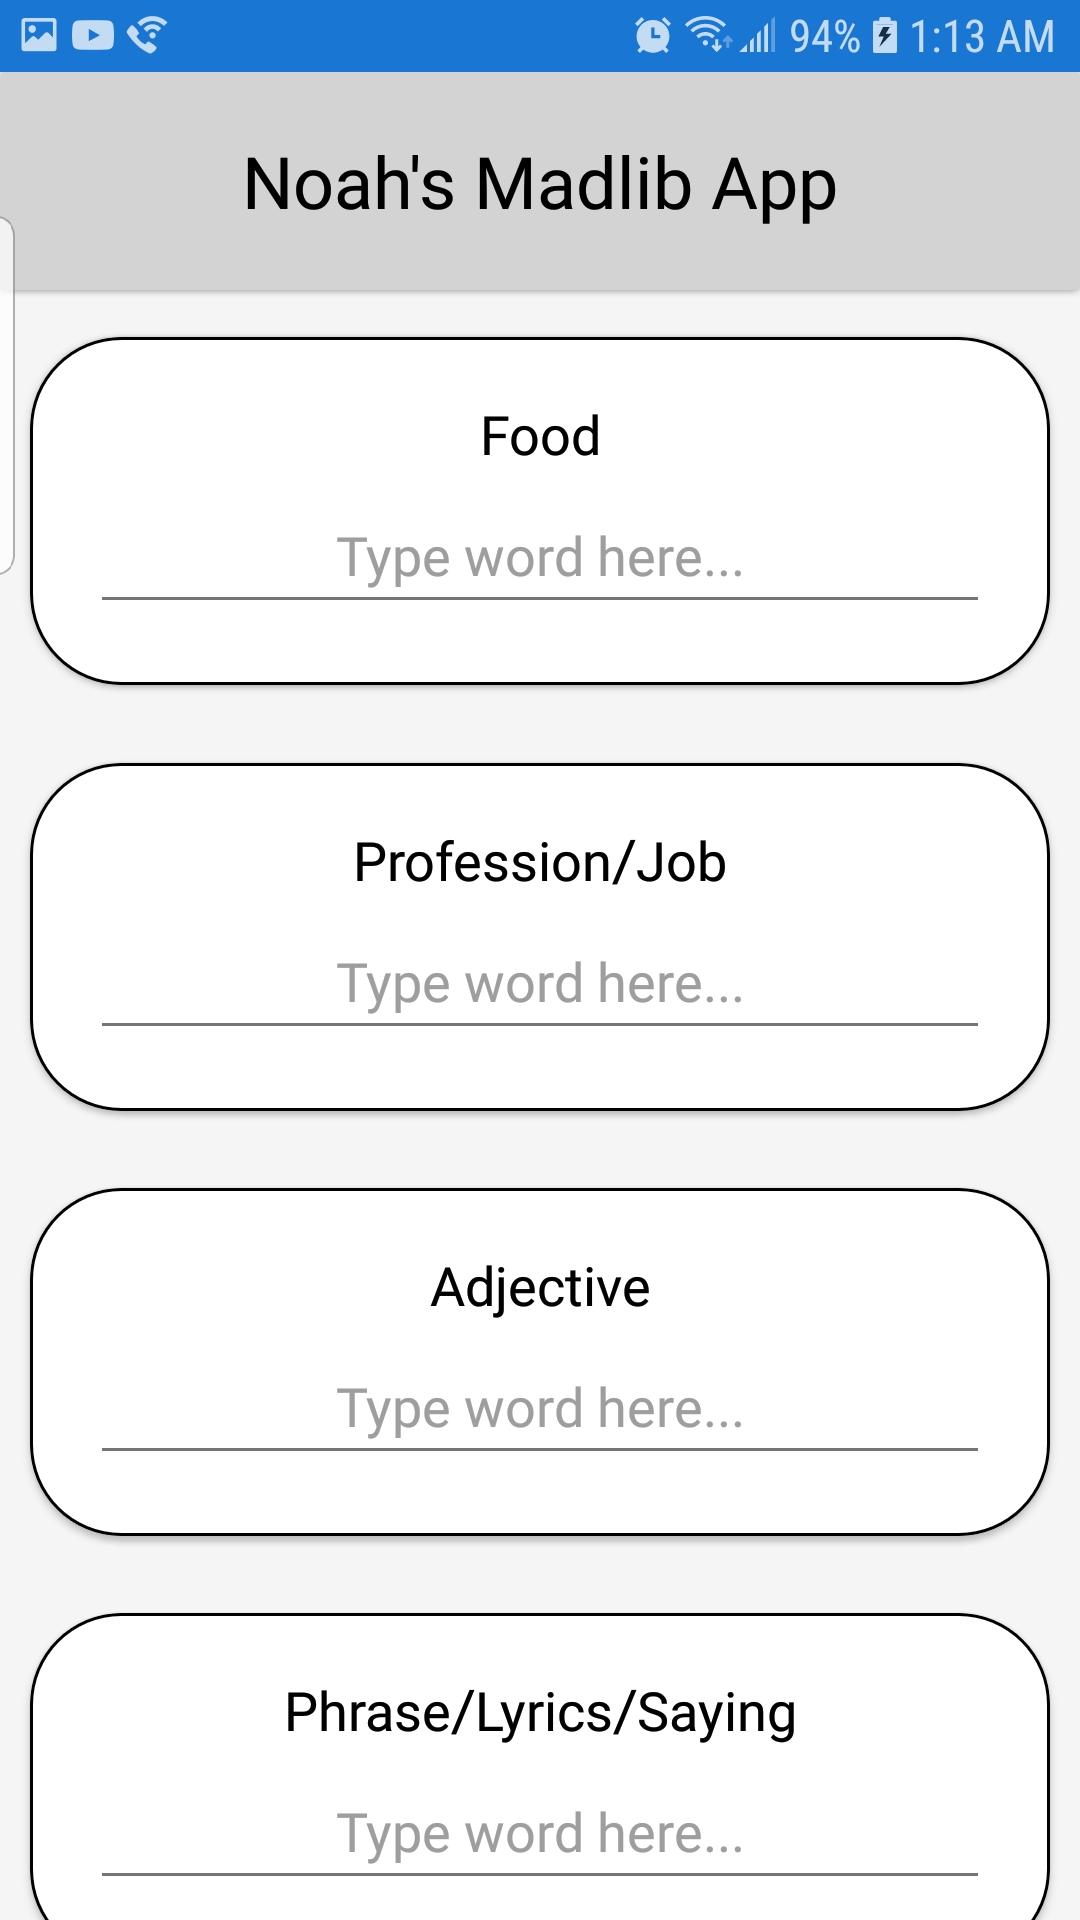 94% 1:13 AM
Noah's Madlib App
Food
Type word here...
Profession/Job
Type word here...
Adjective
Type word here...
Phrase/Lyrics/Saying
Type word here...